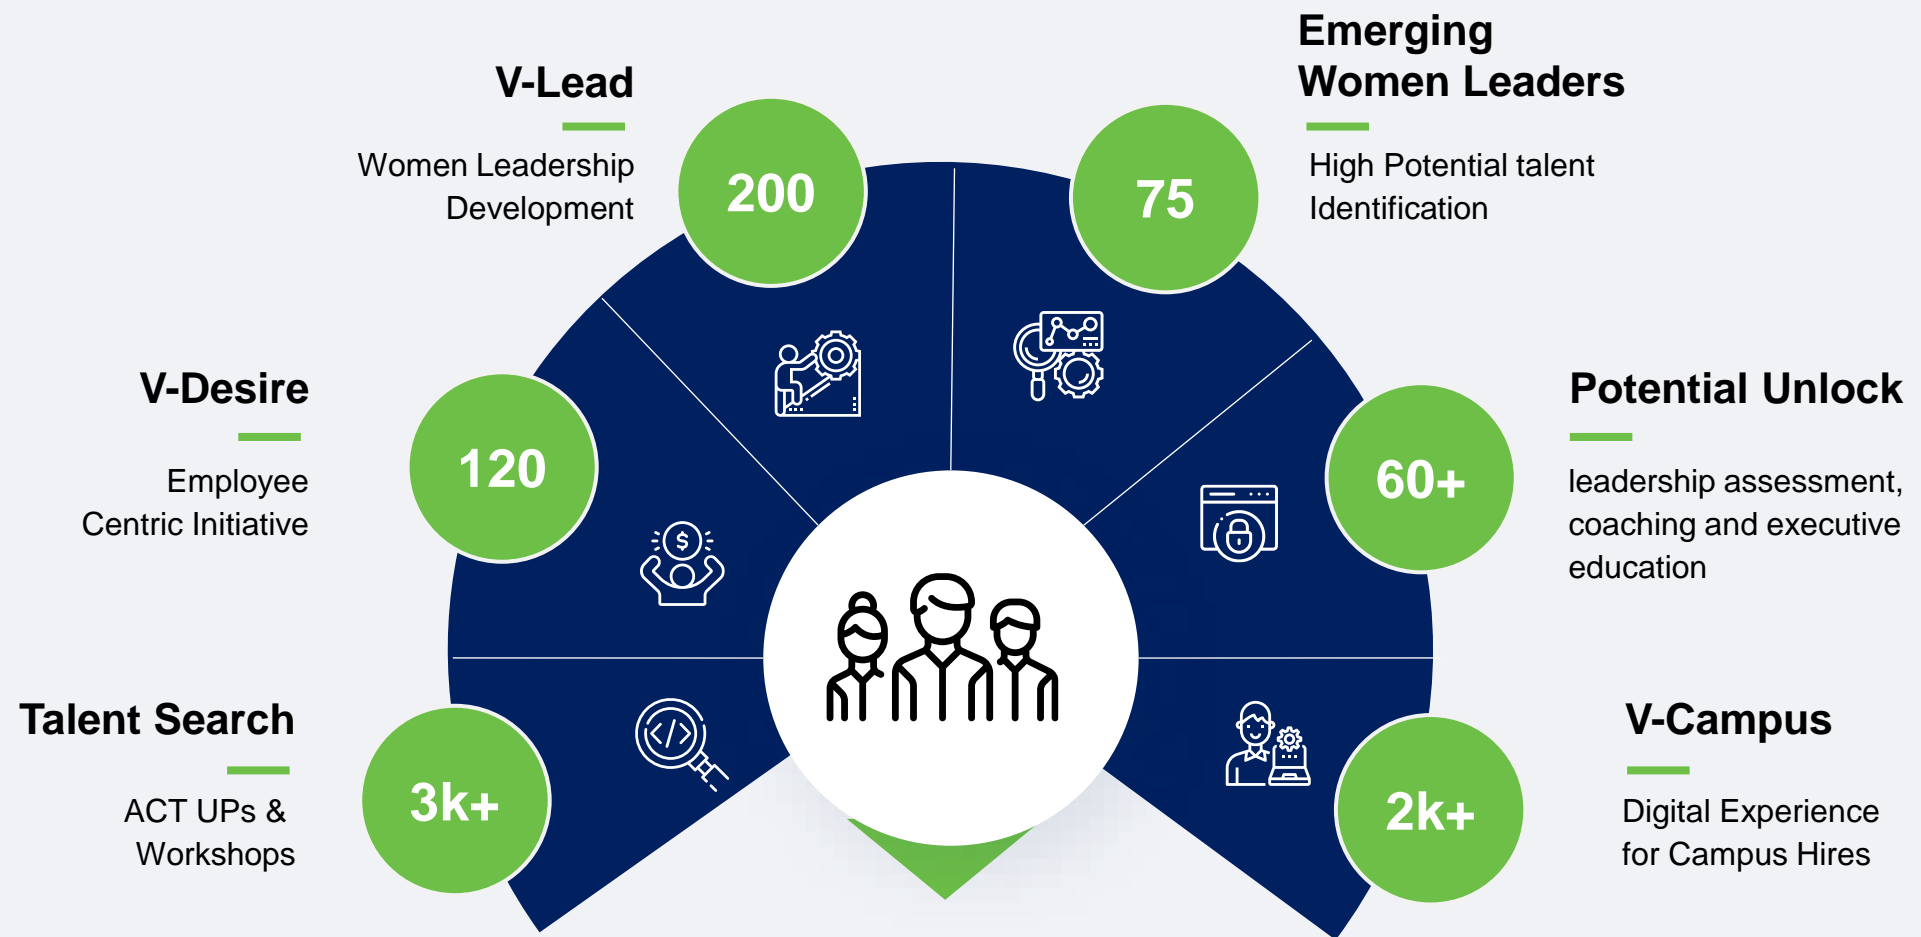 V-Lead
Women Leadership
Development
200
Emerging
Women Leaders
High Potential talent
Identification
75
V-Desire
Employee
Centric Initiative
120
$
Potential Unlock
leadership assessment,
coaching and executive
education
60+
Talent Search
ACT UPs &
Workshops
3k+
</>
V-Campus
Digital Experience
for Campus Hires
2k+